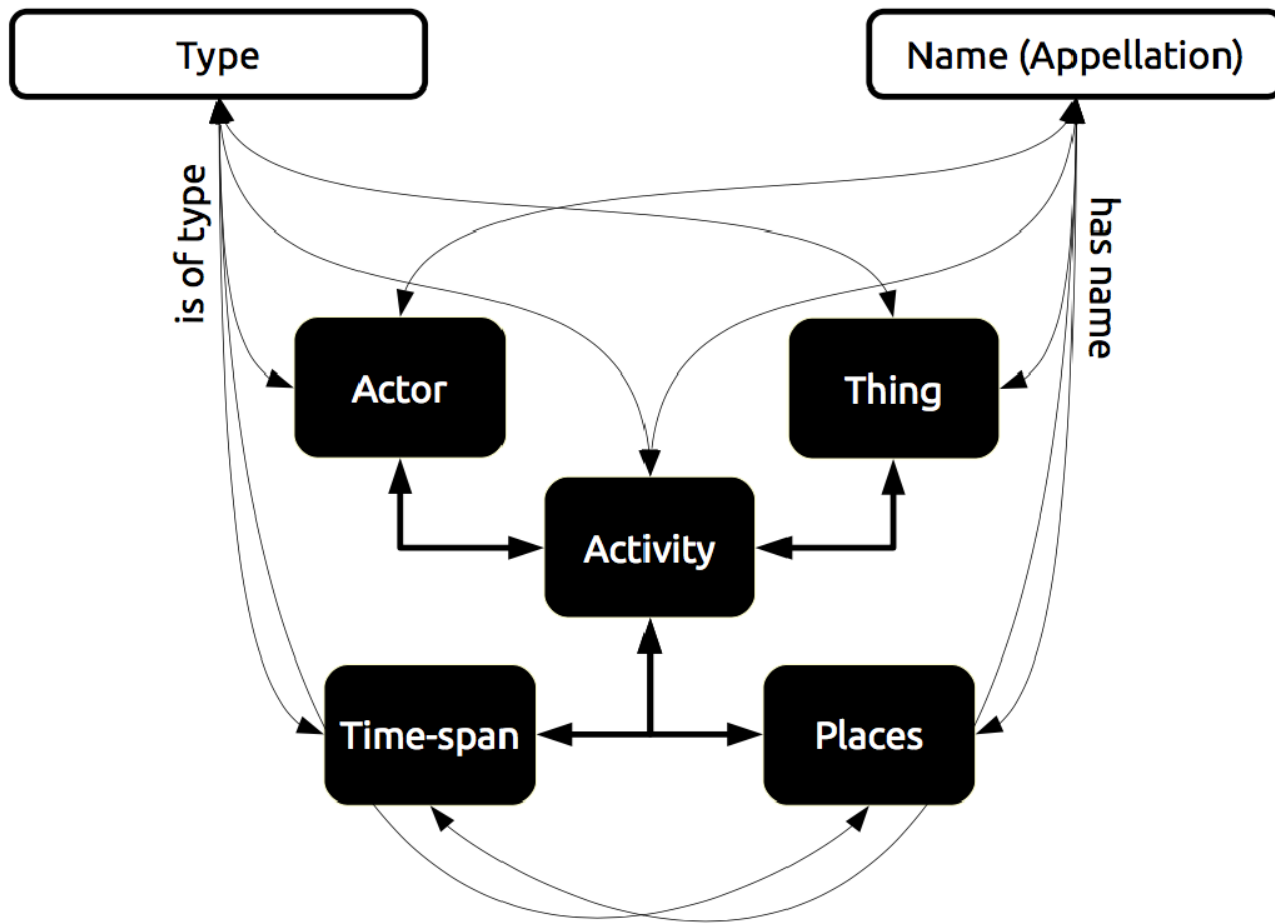 Type
Name (Appellation)
is of type
has name
Actor
Thing
Activity
Time-span
Places